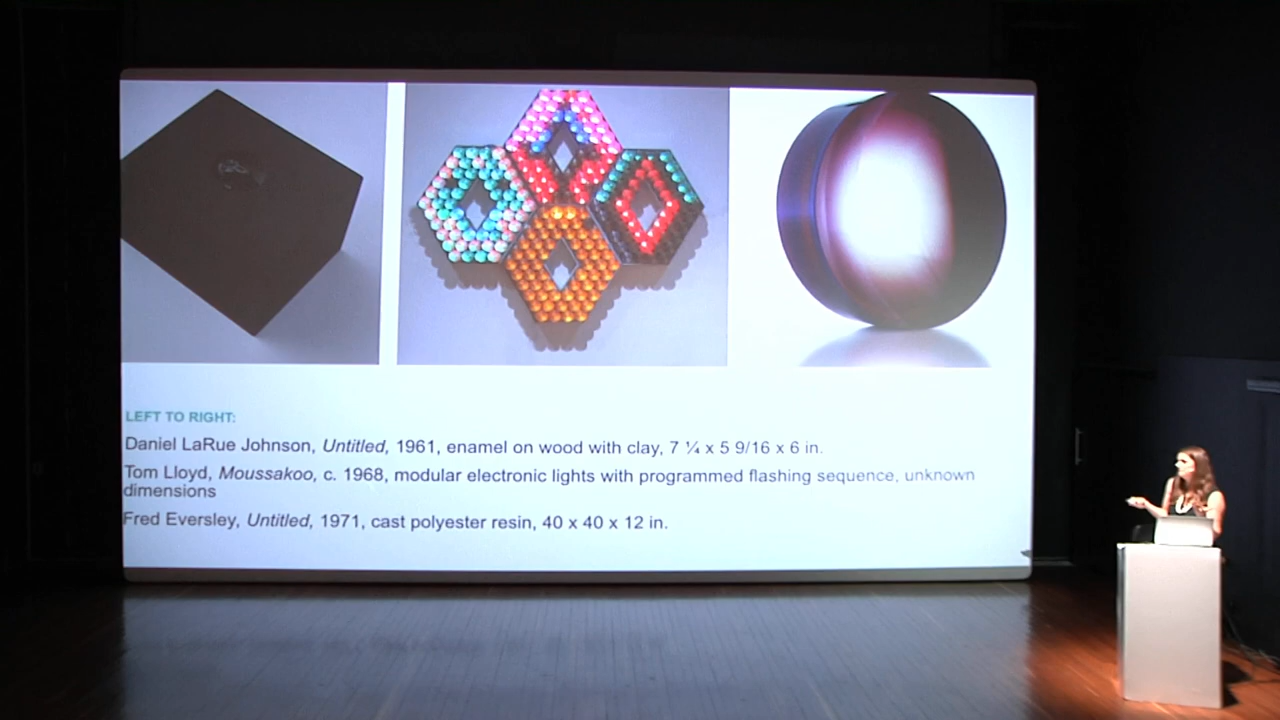 LEFT TO RIGHT:
Daniel LaRue Johnson, Untitled, 1961, enamel on wood with clay, 7 ¼ x 5 9/16 x 6 in.
Tom Lloyd, Moussakoo, c. 1968, modular electronic lights with programmed flashing sequence, unknown
dimensions
Fred Eversley, Untitled, 1971, cast polyester resin, 40 x 40 x 12 in.